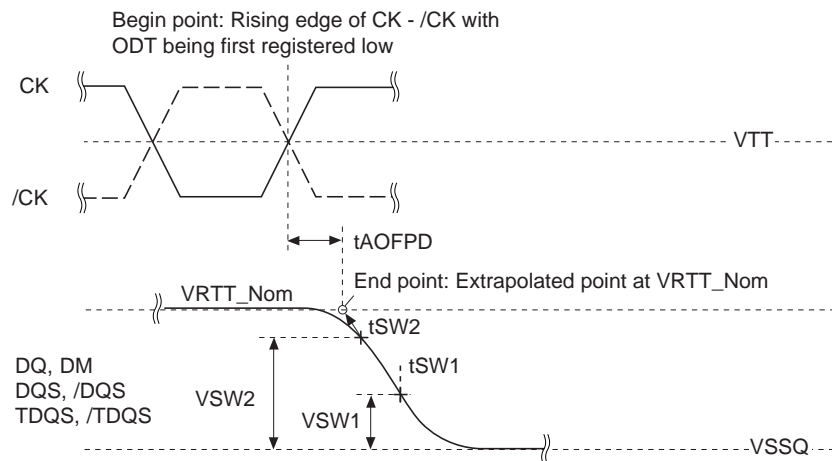 Begin point: Rising edge of CK - /CK with
ODT being first registered low
CK
VTT
/CK
tAOFPD
End point: Extrapolated point at VRTT_Nom
VRTT_Nom
tSW2
tSW1
DQ, DM
DQS, /DQS
TDQS, /TDQS
VSW2
VSW1
VSSQ